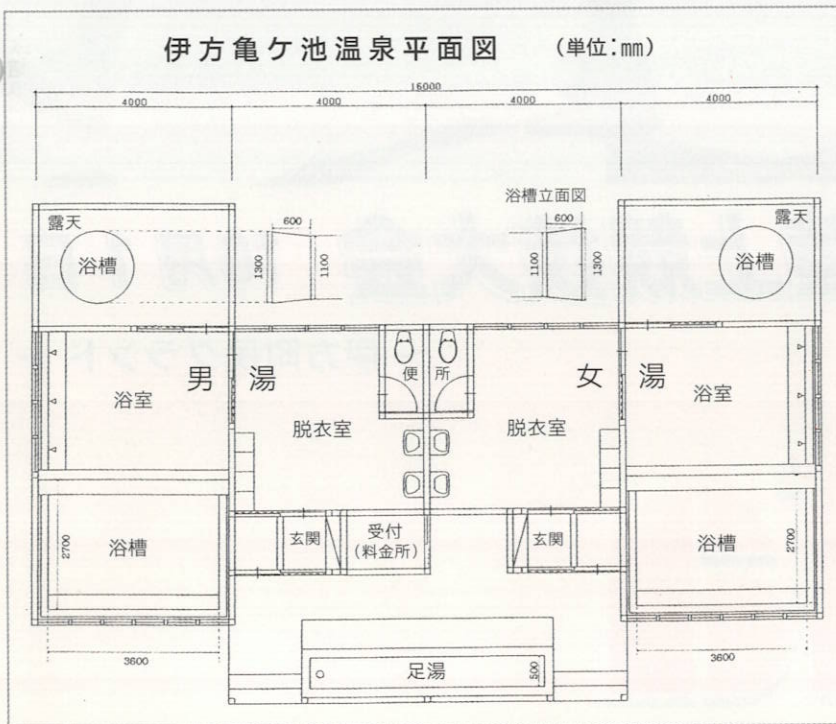 伊方亀ケ池温泉平面図 (単位:mm)
16000
4000 4000 4000 4000
浴槽立面図
露天 600 600 露天
浴槽 1300 1100 1100 1300 浴槽
便 所
男 湯 女 湯
浴室 浴室
脱衣室 脱衣室
受付
玄関 (料金所) 玄関
浴槽 2700 浴槽 2700
3600 足湯 500 3600